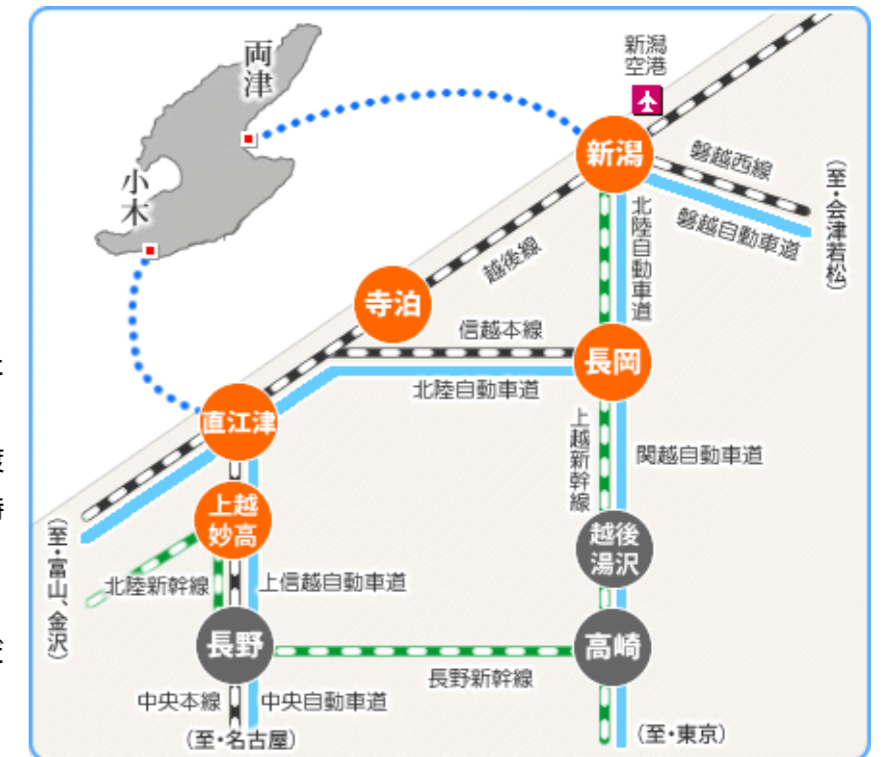 両津
小木
新潟
空港
新潟
磐越西線
磐越自動車道
(至・会津若松)
北陸自動車道
越後線
寺泊
信越本線
長岡
北陸自動車道
直江津
上越新幹線
関越自動車道
上越
妙高
越後
湯沢
(至・富山、金沢)
北陸新幹線
上信越自動車道
長野
高崎
長野新幹線
中央本線
中央自動車道
(至・名古屋)
(至・東京)